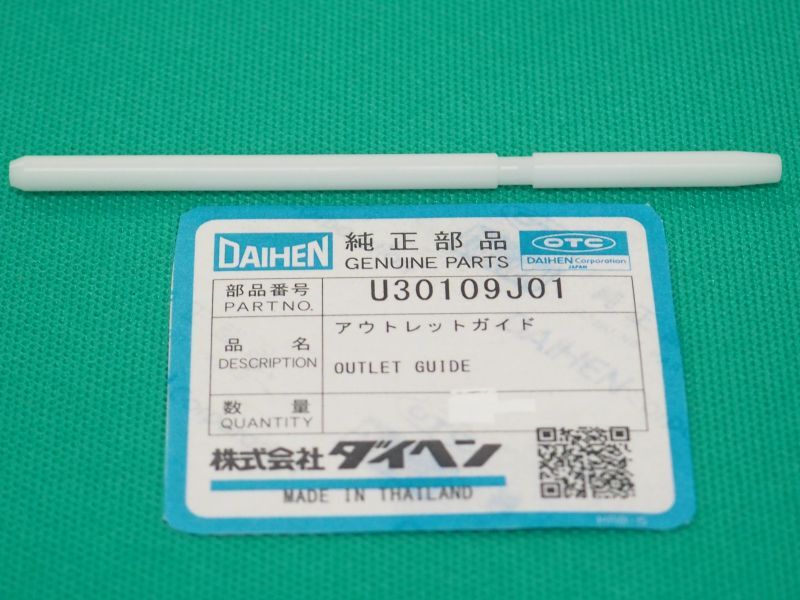 DAIHEN 純正部品 OTC
GENUINE PARTS DAIHEN Corporation
JAPAN
部品番号 U30109J01
PART NO.
アウトレットガイド
品 名
DESCRIPTION OUTLET GUIDE
数 量
QUANTITY
株式会社 ダイヘン
MADE IN THAILAND